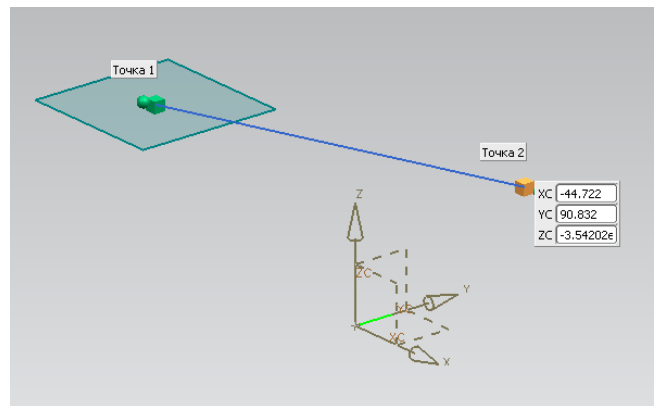 Точка 1
Точка 2
XC -44.722
YC 90.832
ZC -3.54202e
Z
ZC
Y
YC
XC
X